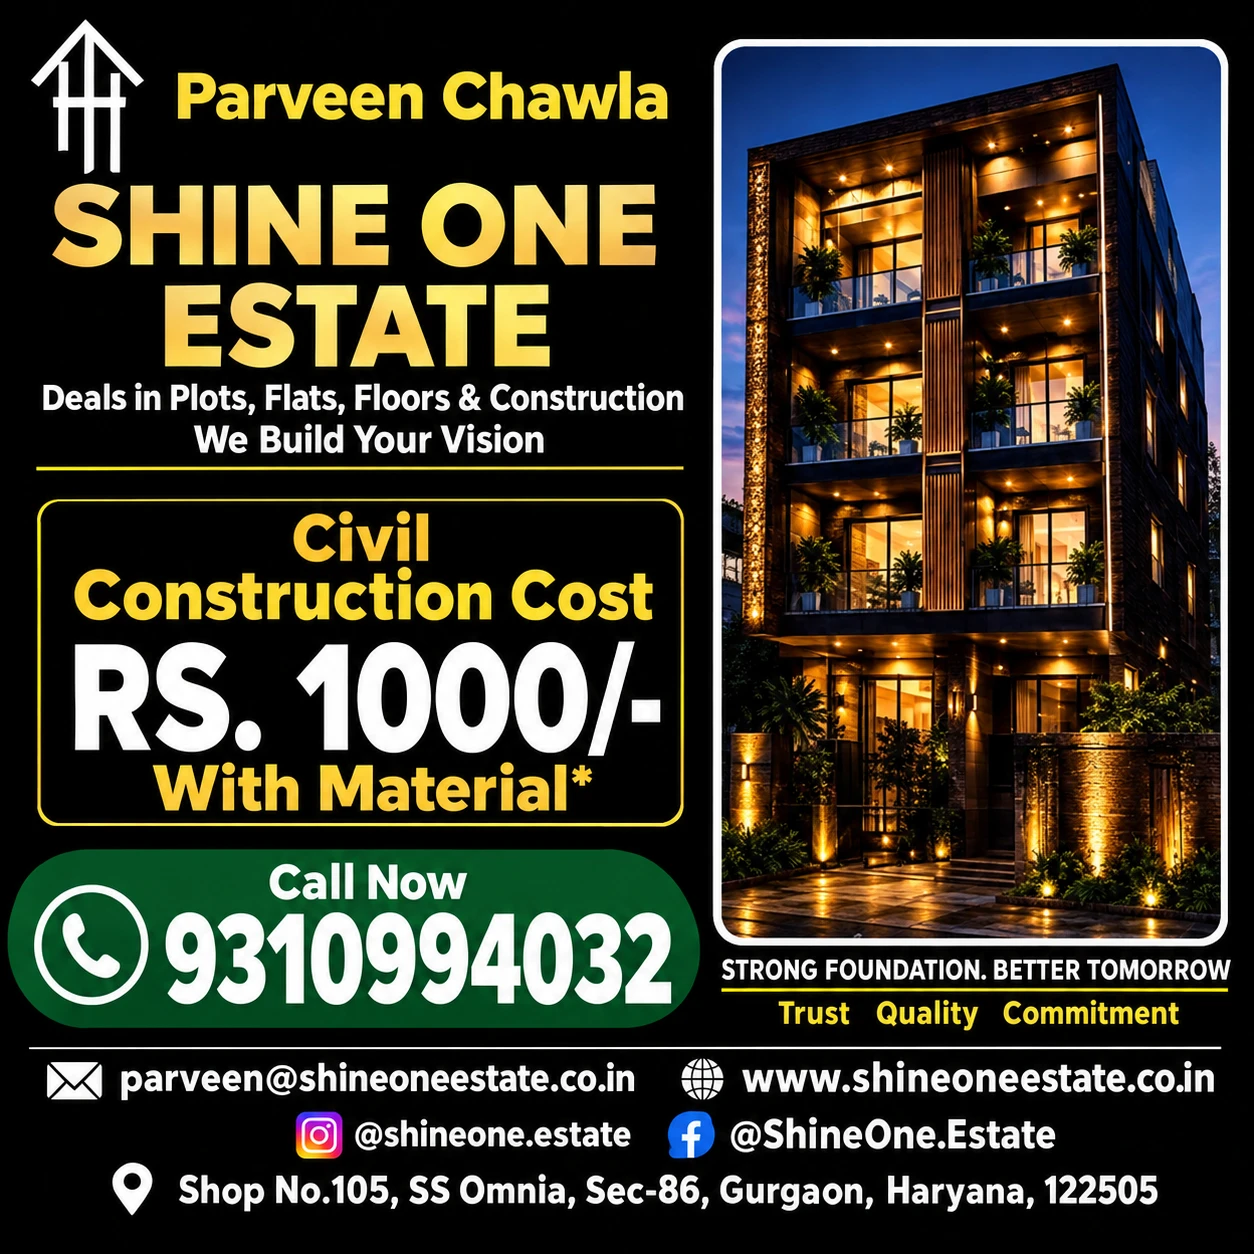 Parveen Chawla
SHINE ONE
ESTATE
Deals in Plots, Flats, Floors & Construction
We Build Your Vision
Civil
Construction Cost
RS. 1000/-
With Material*
Call Now
9310994032
STRONG FOUNDATION. BETTER TOMORROW
Trust Quality Commitment
parveen@shineoneestate.co.in
www.shineoneestate.co.in
@shineone.estate
@ShineOne.Estate
Shop No.105, SS Omnia, Sec-86, Gurgaon, Haryana, 122505